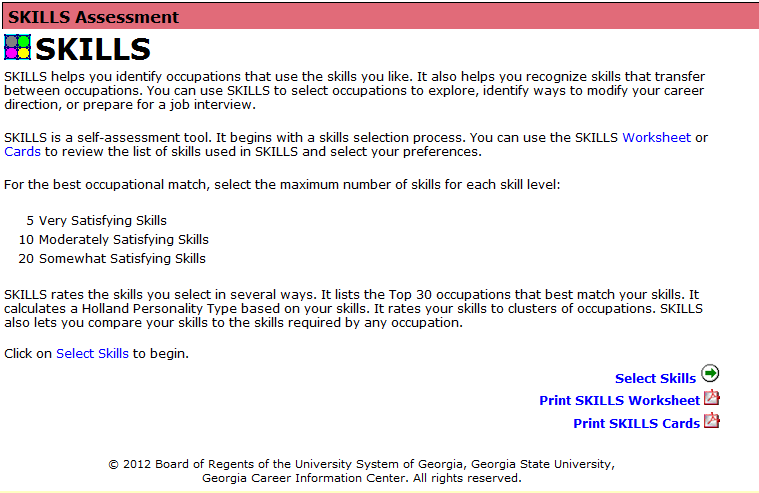 SKILLS Assessment
SKILLS
SKILLS helps you identify occupations that use the skills you like. It also helps you recognize skills that transfer
between occupations. You can use SKILLS to select occupations to explore, identify ways to modify your career
direction, or prepare for a job interview.
SKILLS is a self-assessment tool. It begins with a skills selection process. You can use the SKILLS Worksheet or
Cards to review the list of skills used in SKILLS and select your preferences.
For the best occupational match, select the maximum number of skills for each skill level:
5 Very Satisfying Skills
10 Moderately Satisfying Skills
20 Somewhat Satisfying Skills
SKILLS rates the skills you select in several ways. It lists the Top 30 occupations that best match your skills. It
calculates a Holland Personality Type based on your skills. It rates your skills to clusters of occupations. SKILLS
also lets you compare your skills to the skills required by any occupation.
Click on Select Skills to begin.
Select Skills
Print SKILLS Worksheet
Print SKILLS Cards
© 2012 Board of Regents of the University System of Georgia, Georgia State University,
Georgia Career Information Center. All rights reserved.